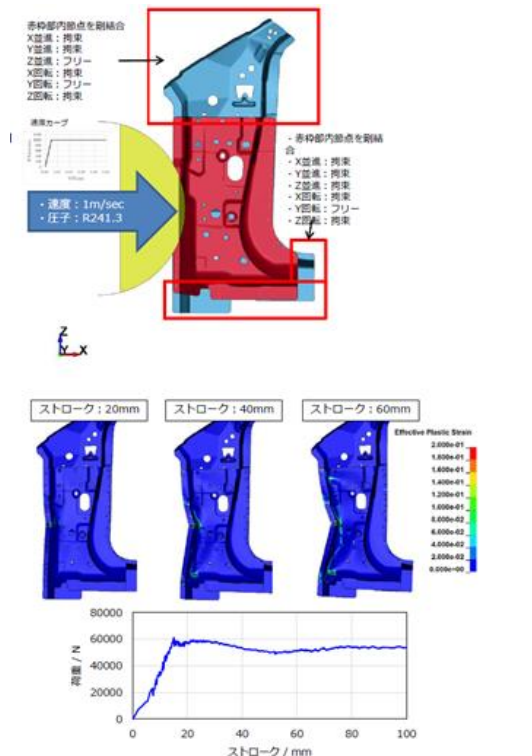 赤枠部内節点を剛結合
X並進：拘束
Y並進：拘束
Z並進：フリー
X回転：拘束
Y回転：フリー
Z回転：拘束
速度カーブ
・速度：1m/sec
・圧子：R241.3
・赤枠部内節点を剛結
合
・X並進：拘束
・Y並進：拘束
・Z並進：拘束
・X回転：拘束
・Y回転：フリー
・Z回転：拘束
Z
Y X
ストローク：20mm
ストローク：40mm
ストローク：60mm
Effective Plastic Strain
2.000e-01
1.800e-01
1.600e-01
1.400e-01
1.200e-01
1.000e-01
8.000e-02
6.000e-02
4.000e-02
2.000e-02
0.000e+00
80000
60000
40000
20000
0
荷重 / N
0 20 40 60 80 100
ストローク / mm